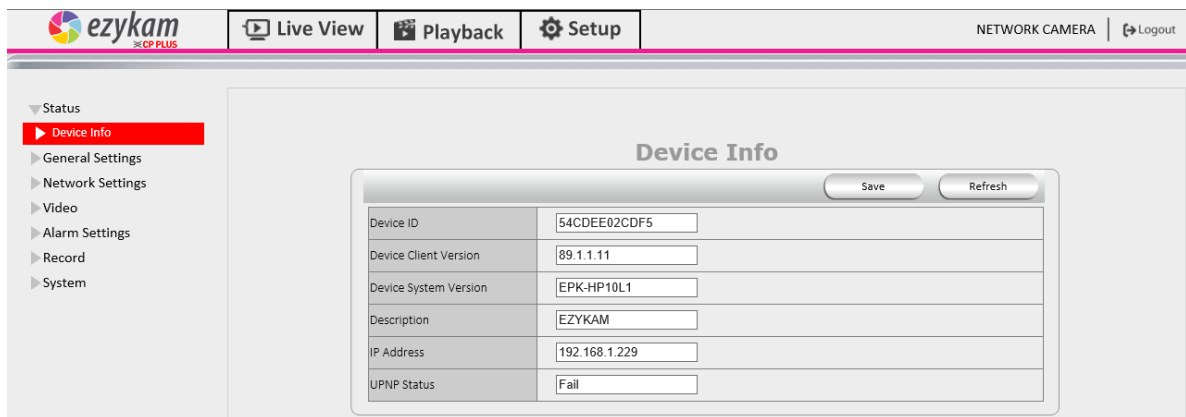 ezykam
CP PLUS
Live View
Playback
Setup
NETWORK CAMERA
Logout
Status
Device Info
General Settings
Network Settings
Video
Alarm Settings
Record
System
Device Info
Save Refresh
Device ID 54CDEE02CDF5
Device Client Version 89.1.1.11
Device System Version EPK-HP10L1
Description EZYKAM
IP Address 192.168.1.229
UPNP Status Fail